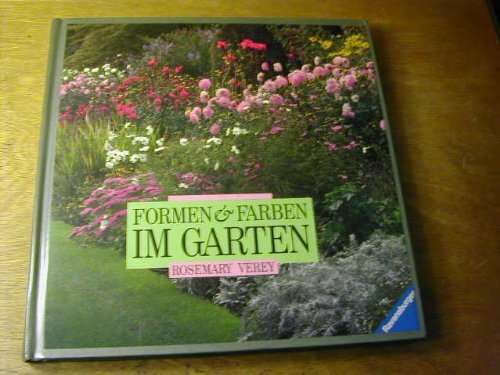 FORMEN & FARBEN
IM GARTEN
ROSEMARY VEREY
Ravensburger